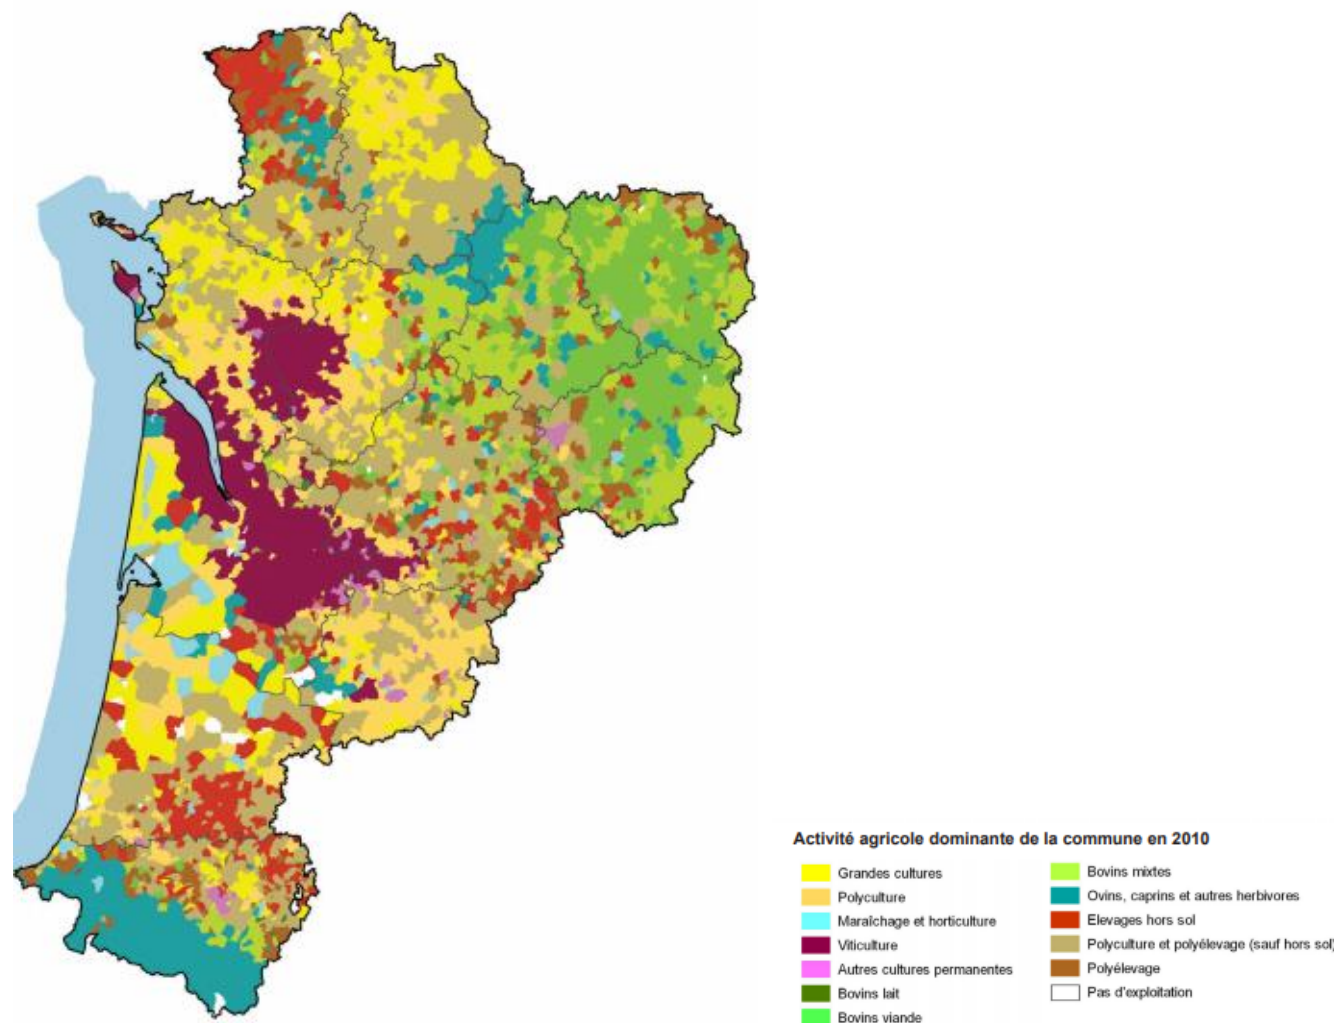 Activité agricole dominante de la commune en 2010
Grandes cultures
Polyculture
Maraîchage et horticulture
Viticulture
Autres cultures permanentes
Bovins lait
Bovins viande
Bovins mixtes
Ovins, caprins et autres herbivores
Elevages hors sol
Polyculture et polyélevage (sauf hors sol)
Polyélevage
Pas d'exploitation